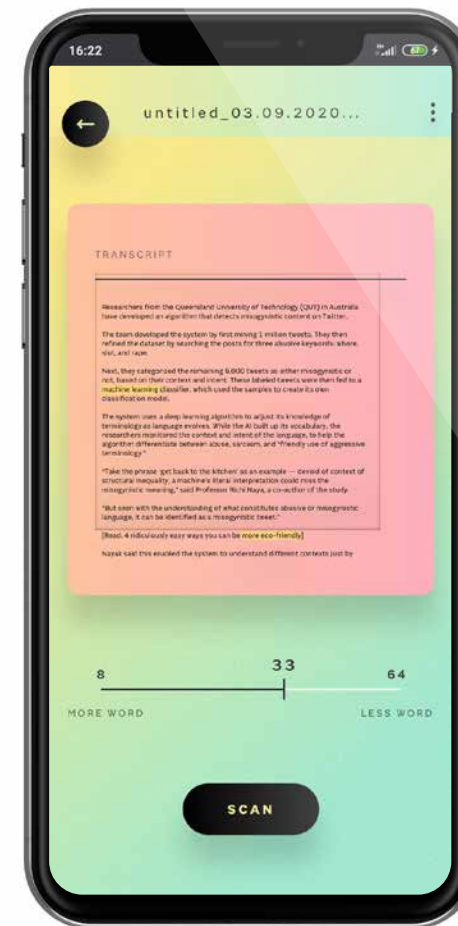 16:22
67
untitled_03.09.2020...
TRANSCRIPT
Researchers from the Queensland University of Technology (QUT) in Australia
have developed an algorithm that detects misogynistic content on Twitter.
The team developed the system by first mining 1 million tweets. They then
refined the dataset by searching the posts for three abusive keywords: whore,
slut, and rape.
Next, they categorized the remaining 5,000 tweets as either misogynistic or
not, based on their context and intent. These labeled tweets were then fed to a
machine learning classifier, which used the samples to create its own
classification model.
The system uses a deep learning algorithm to adjust its knowledge of
terminology as language evolves. While the AI built up its vocabulary, the
researchers monitored the context and intent of the language, to help the
algorithm differentiate between abuse, sarcasm, and "friendly use of aggressive
terminology."
"Take the phrase 'get back to the kitchen' as an example — devoid of context of
structural inequality, a machine's literal interpretation could miss the
misogynistic meaning," said Professor Richi Naya, a co-author of the study.
"But seen with the understanding of what constitutes abusive or misogynistic
language, it can be identified as a misogynistic tweet."
[Read: 4 ridiculously easy ways you can be more eco-friendly]
Nayak said this enabled the system to understand different contexts just by
8
33
64
MORE WORD
LESS WORD
SCAN